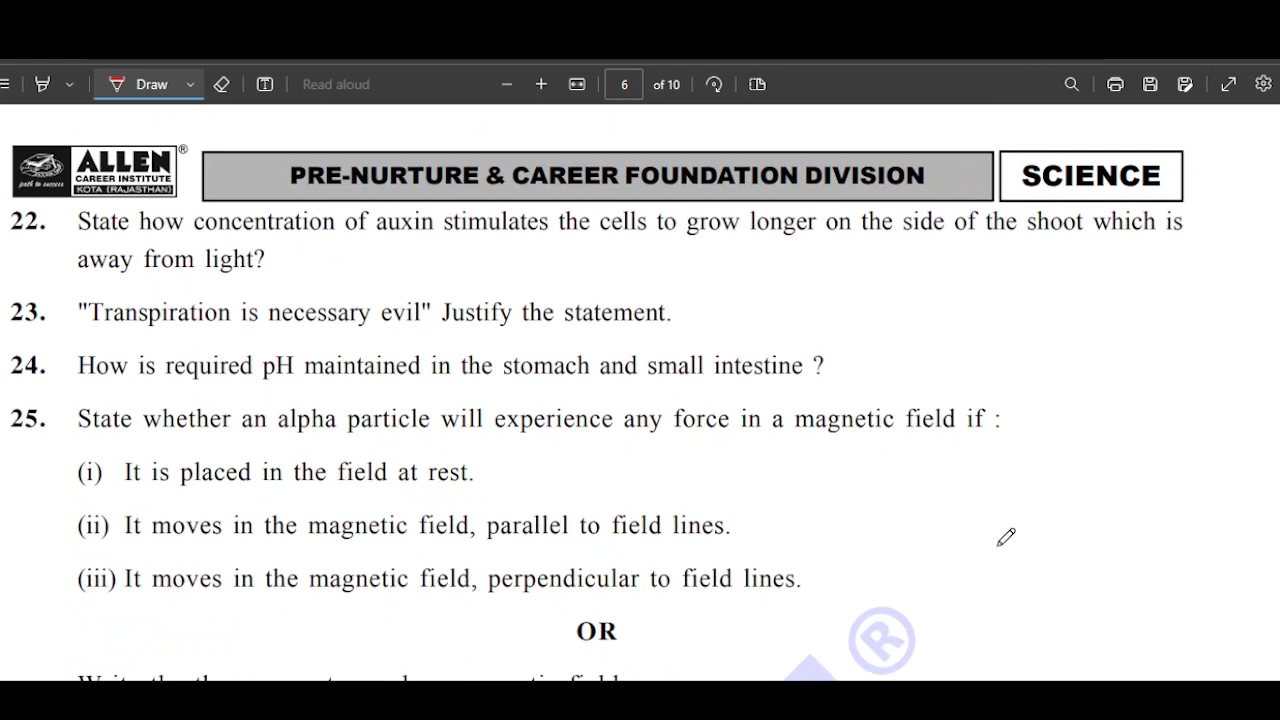 Draw
Read aloud
6 of 10
ALLEN ®
CAREER INSTITUTE
path to success
KOTA (RAJASTHAN)
PRE-NURTURE & CAREER FOUNDATION DIVISION
SCIENCE
22. State how concentration of auxin stimulates the cells to grow longer on the side of the shoot which is
away from light?
23. "Transpiration is necessary evil" Justify the statement.
24. How is required pH maintained in the stomach and small intestine ?
25. State whether an alpha particle will experience any force in a magnetic field if :
(i) It is placed in the field at rest.
(ii) It moves in the magnetic field, parallel to field lines.
(iii) It moves in the magnetic field, perpendicular to field lines.
OR
®